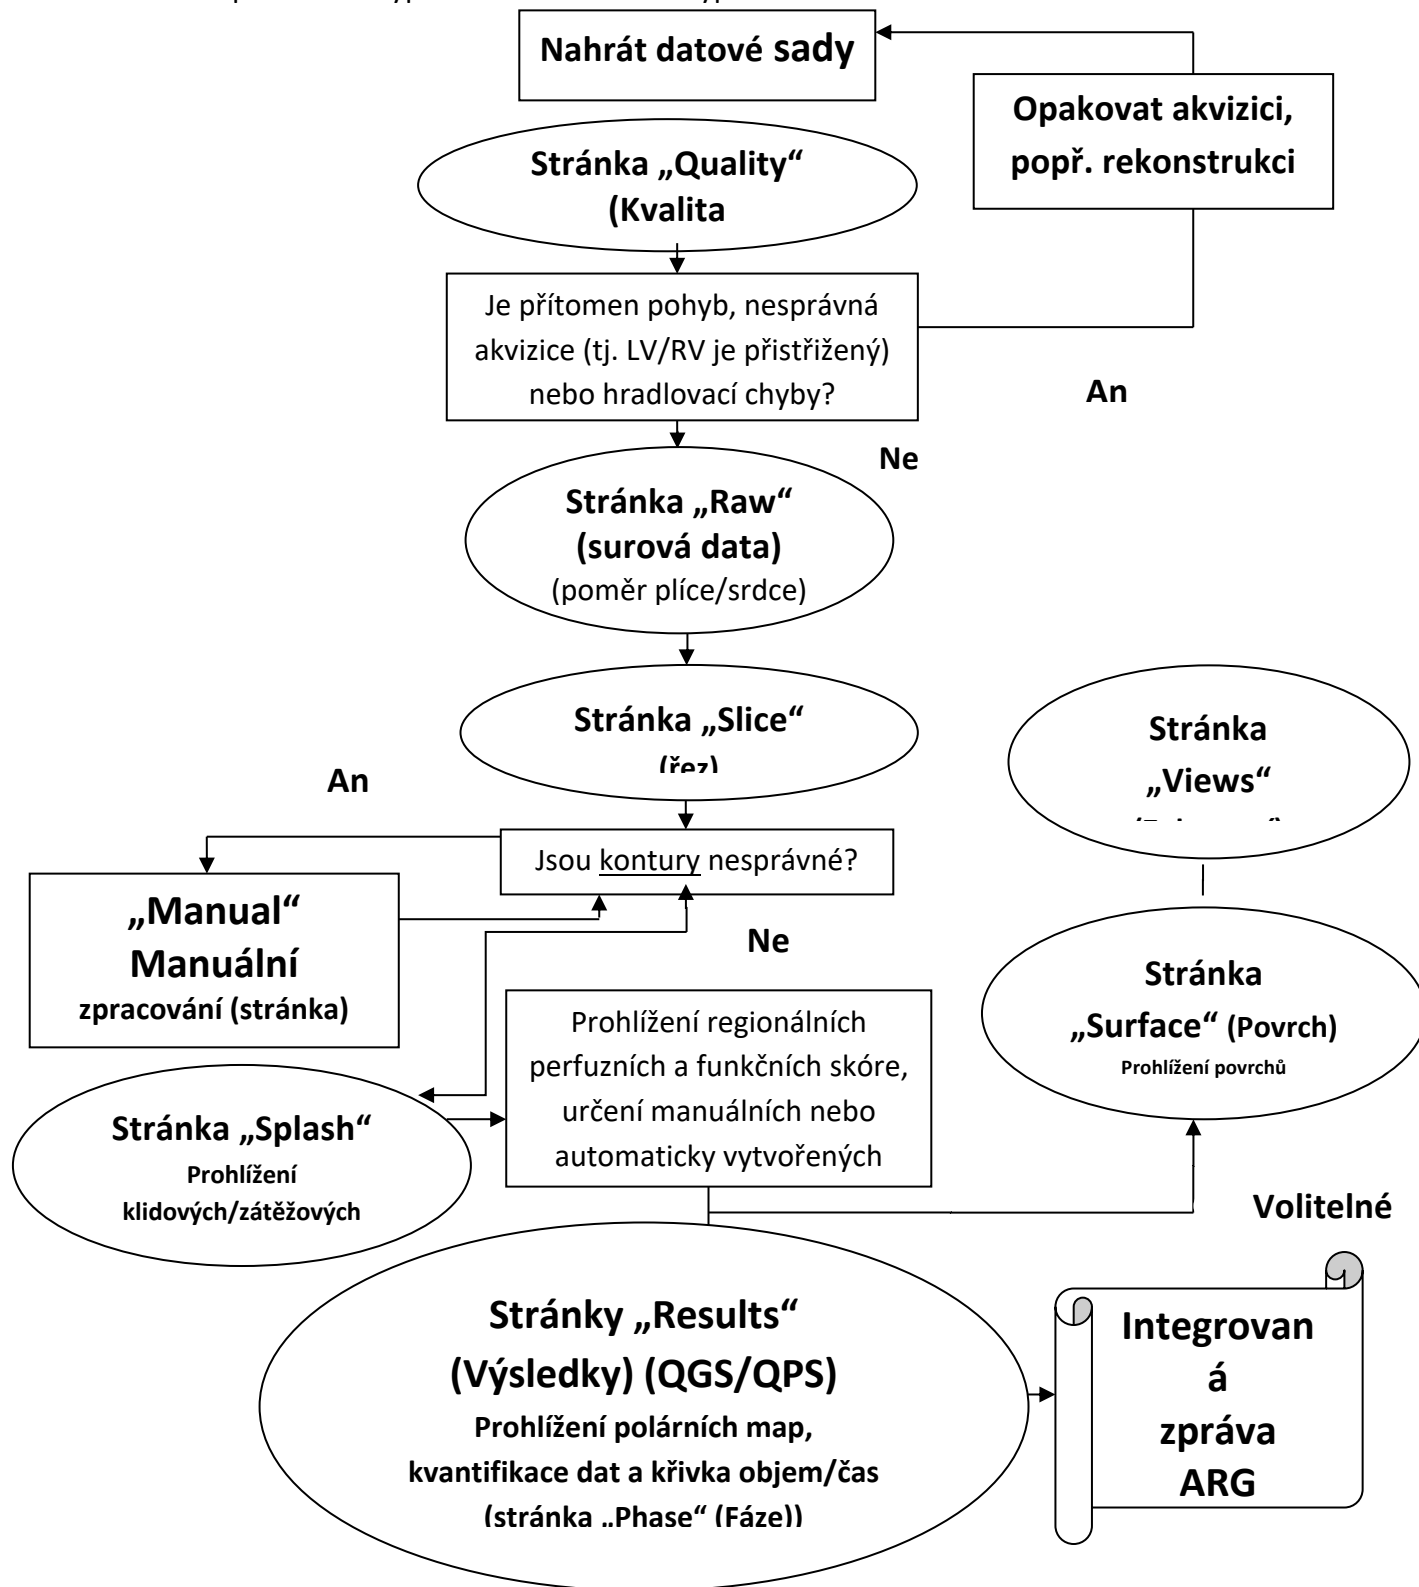 Nahrát datové sady
Opakovat akvizici,
popř. rekonstrukci
Stránka „Quality“
(Kvalita
Je přítomen pohyb, nesprávná
akvizice (tj. LV/RV je přistřižený)
nebo hradlovací chyby?
An
Ne
Stránka „Raw“
(surová data)
(poměr plíce/srdce)
Stránka „Slice“
(řez)
An
Stránka
„Views“
Jsou kontury nesprávné?
„Manual“
Manuální
zpracování (stránka)
Ne
Stránka
„Surface“ (Povrch)
Prohlížení povrchů
Prohlížení regionálních
perfuzních a funkčních skóre,
určení manuálních nebo
automaticky vytvořených
Stránka „Splash“
Prohlížení
klidových/zátěžových
Volitelné
Stránky „Results“
(Výsledky) (QGS/QPS)
Prohlížení polárních map,
kvantifikace dat a křivka objem/čas
(stránka „Phase“ (Fáze))
Integrovan
á
zpráva
ARG